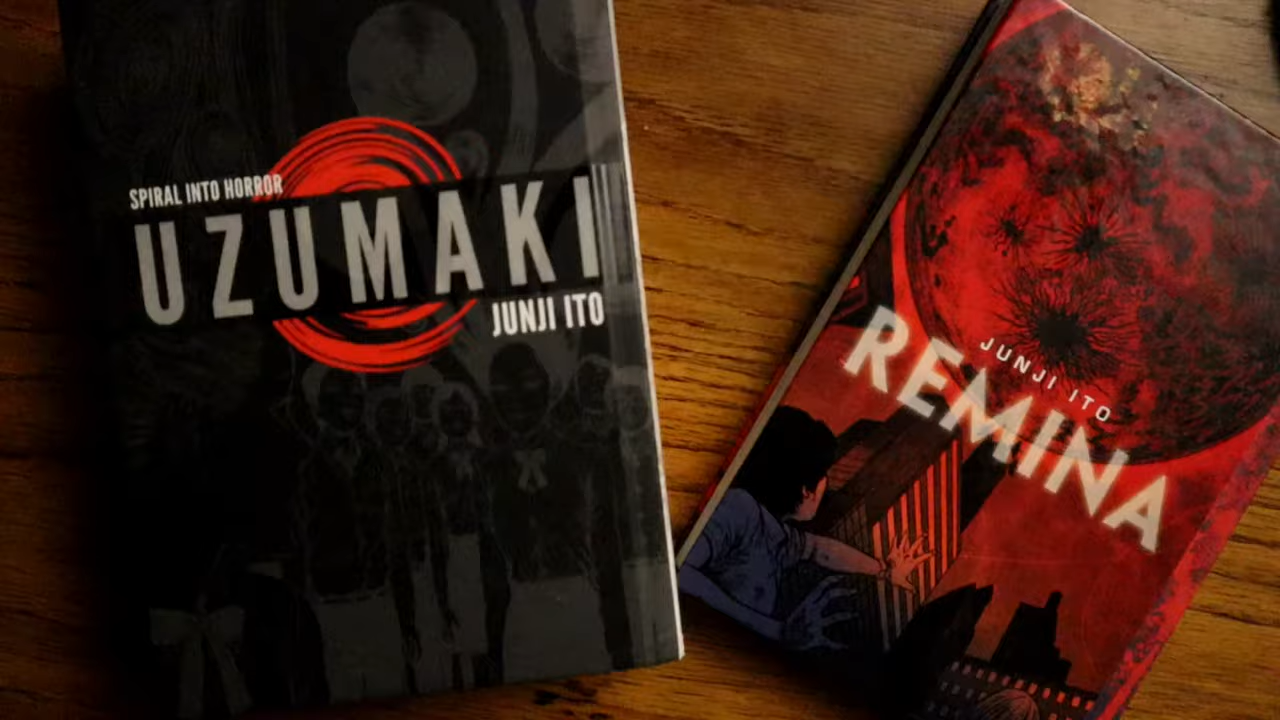 SPIRAL INTO HORROR
UZUMAKI
JUNJI ITO
JUNJI ITO
REMINA